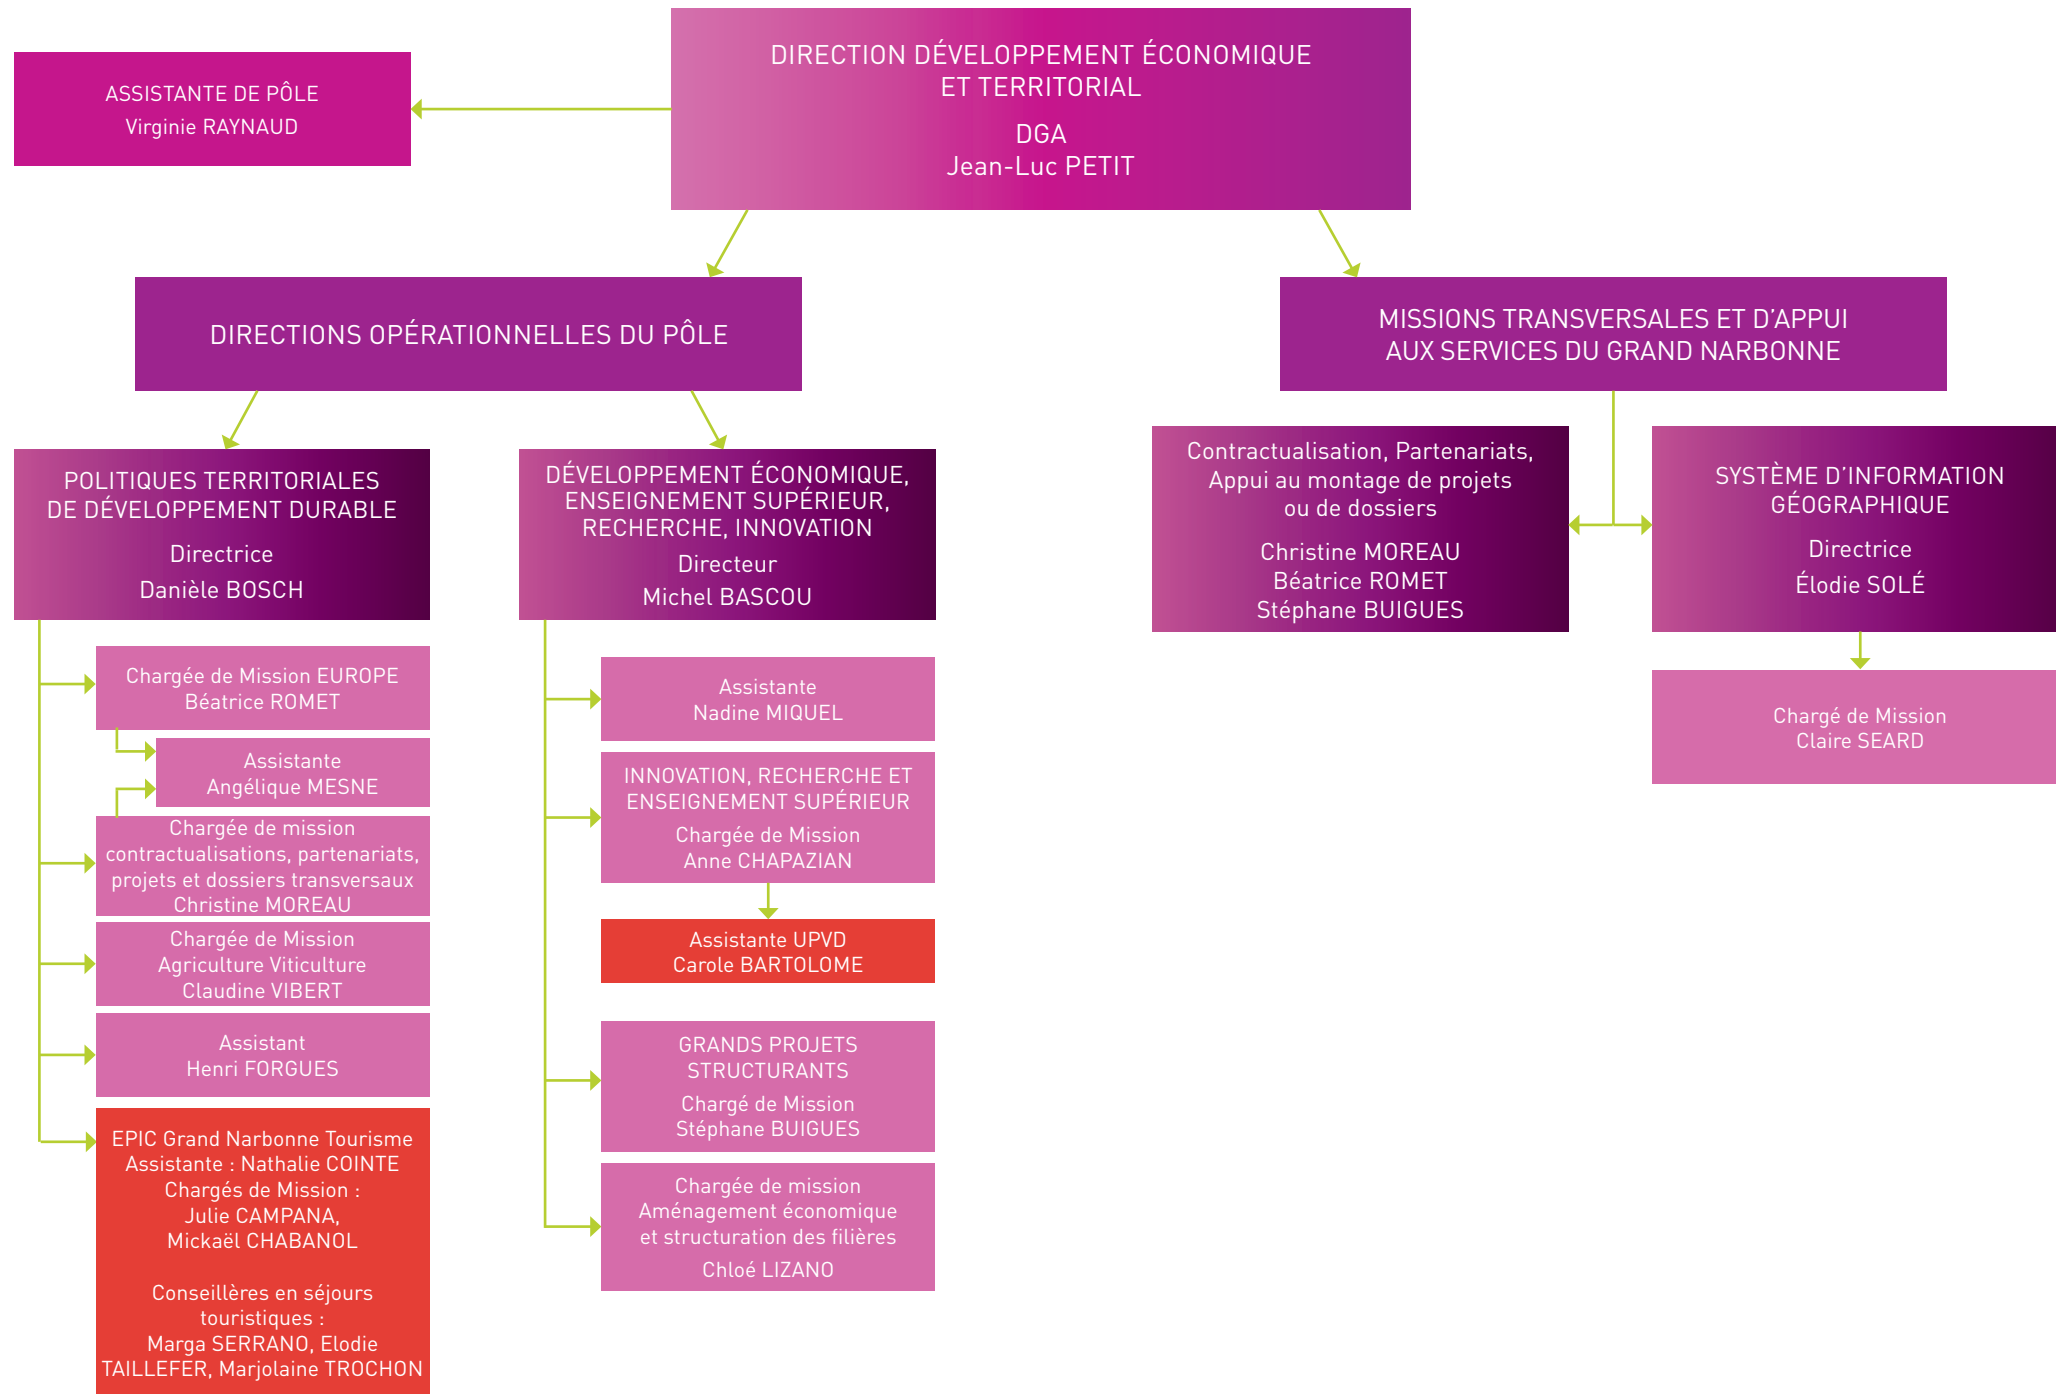 DIRECTION DÉVELOPPEMENT ÉCONOMIQUE
ET TERRITORIAL
DGA
Jean-Luc PETIT
ASSISTANTE DE PÔLE
Virginie RAYNAUD
DIRECTIONS OPÉRATIONNELLES DU PÔLE
POLITIQUES TERRITORIALES
DE DÉVELOPPEMENT DURABLE
Directrice
Danièle BOSCH
Chargée de Mission EUROPE
Béatrice ROMET
Assistante
Angélique MESNE
Chargée de mission
contractualisations, partenariats,
projets et dossiers transversaux
Christine MOREAU
Chargée de Mission
Agriculture Viticulture
Claudine VIBERT
Assistant
Henri FORGUES
EPIC Grand Narbonne Tourisme
Assistante : Nathalie COINTE
Chargés de Mission :
Julie CAMPANA,
Mickaël CHABANOL
Conseillères en séjours
touristiques :
Marga SERRANO, Elodie
TAILLEFER, Marjolaine TROCHON
DÉVELOPPEMENT ÉCONOMIQUE,
ENSEIGNEMENT SUPÉRIEUR,
RECHERCHE, INNOVATION
Directeur
Michel BASCOU
Assistante
Nadine MIQUEL
INNOVATION, RECHERCHE ET
ENSEIGNEMENT SUPÉRIEUR
Chargée de Mission
Anne CHAPAZIAN
Assistante UPVD
Carole BARTOLOME
GRANDS PROJETS
STRUCTURANTS
Chargé de Mission
Stéphane BUIGUES
Chargée de mission
Aménagement économique
et structuration des filières
Chloé LIZANO
MISSIONS TRANSVERSALES ET D'APPUI
AUX SERVICES DU GRAND NARBONNE
Contractualisation, Partenariats,
Appui au montage de projets
ou de dossiers
Christine MOREAU
Béatrice ROMET
Stéphane BUIGUES
SYSTÈME D'INFORMATION
GÉOGRAPHIQUE
Directrice
Élodie SOLÉ
Chargé de Mission
Claire SEARD